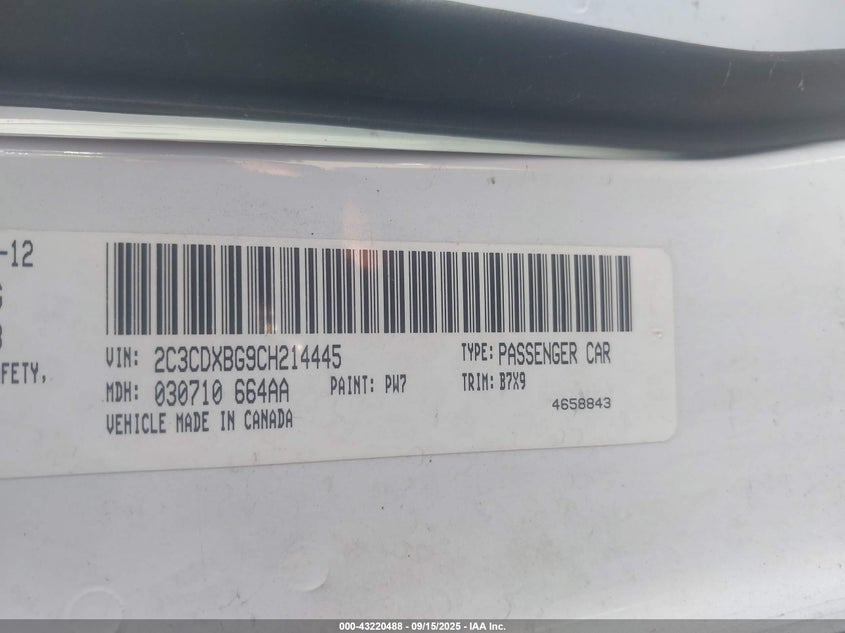 -12
FETY,
VIN: 2C3CDXBG9CH214445
TYPE: PASSENGER CAR
MDH: 030710 664AA
PAINT: PW7
TRIM: B7X9
VEHICLE MADE IN CANADA
4658843
000-43220488 - 09/15/2025 - IAA Inc.